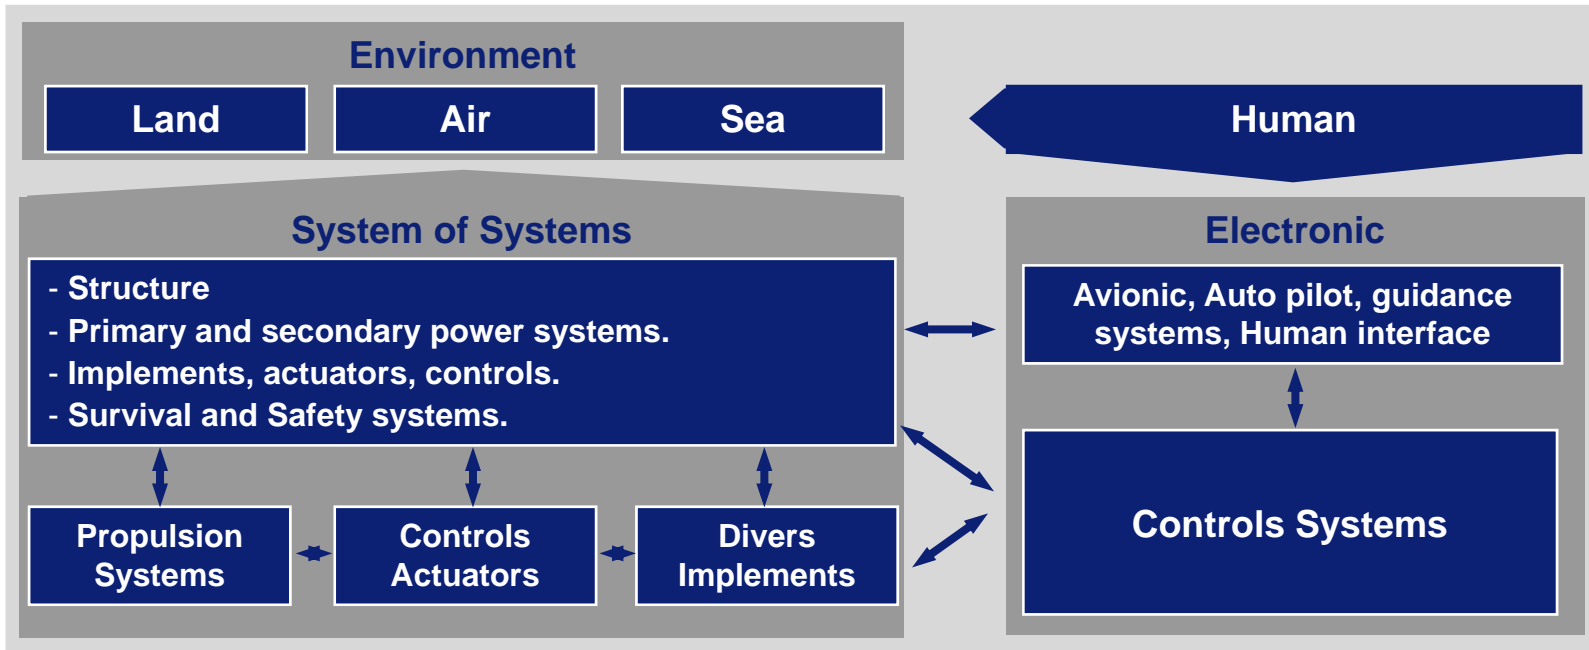 Environment
Land
Air
Sea
Human
System of Systems
- Structure
- Primary and secondary power systems.
- Implements, actuators, controls.
- Survival and Safety systems.
Propulsion
Systems
Controls
Actuators
Divers
Implements
Electronic
Avionic, Auto pilot, guidance
systems, Human interface
Controls Systems